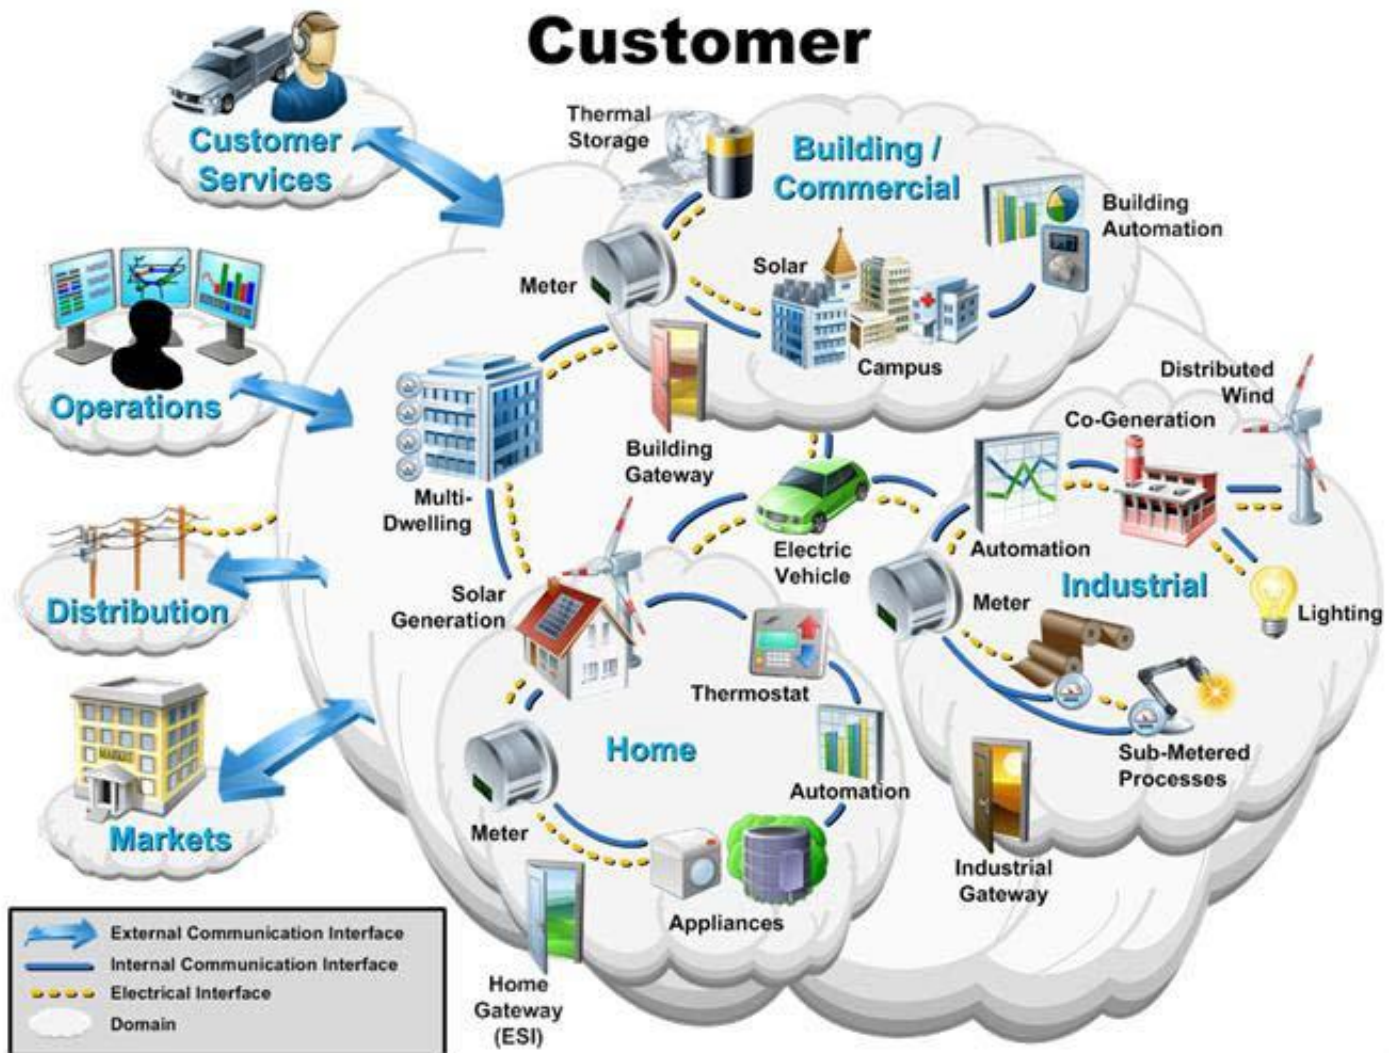 Customer
Customer
Services
Thermal
Storage
Building /
Commercial
Building
Automation
Meter
Solar
Campus
Operations
Building
Gateway
Distributed
Wind
Co-Generation
Multi-
Dwelling
Electric
Vehicle
Automation
Industrial
Meter
Lighting
Distribution
Solar
Generation
Thermostat
Sub-Metered
Processes
Home
Automation
Meter
MARKET
Markets
Industrial
Gateway
Appliances
Home
Gateway
(ESI)
External Communication Interface
Internal Communication Interface
Electrical Interface
Domain